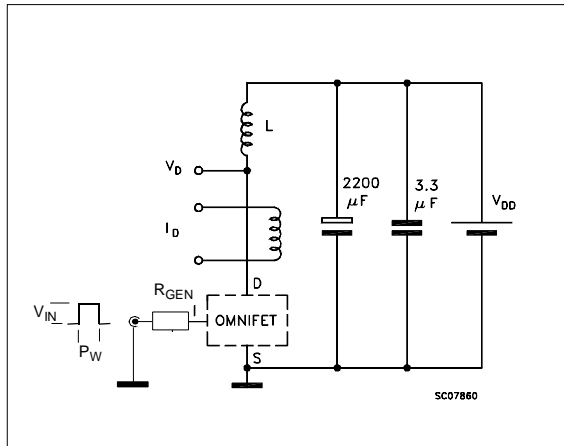 L
V_D
2200
µF
3.3
µF
V_DD
I_D
D
R_GEN
I
V_IN
OMNIFET
P_W
S
SC07860